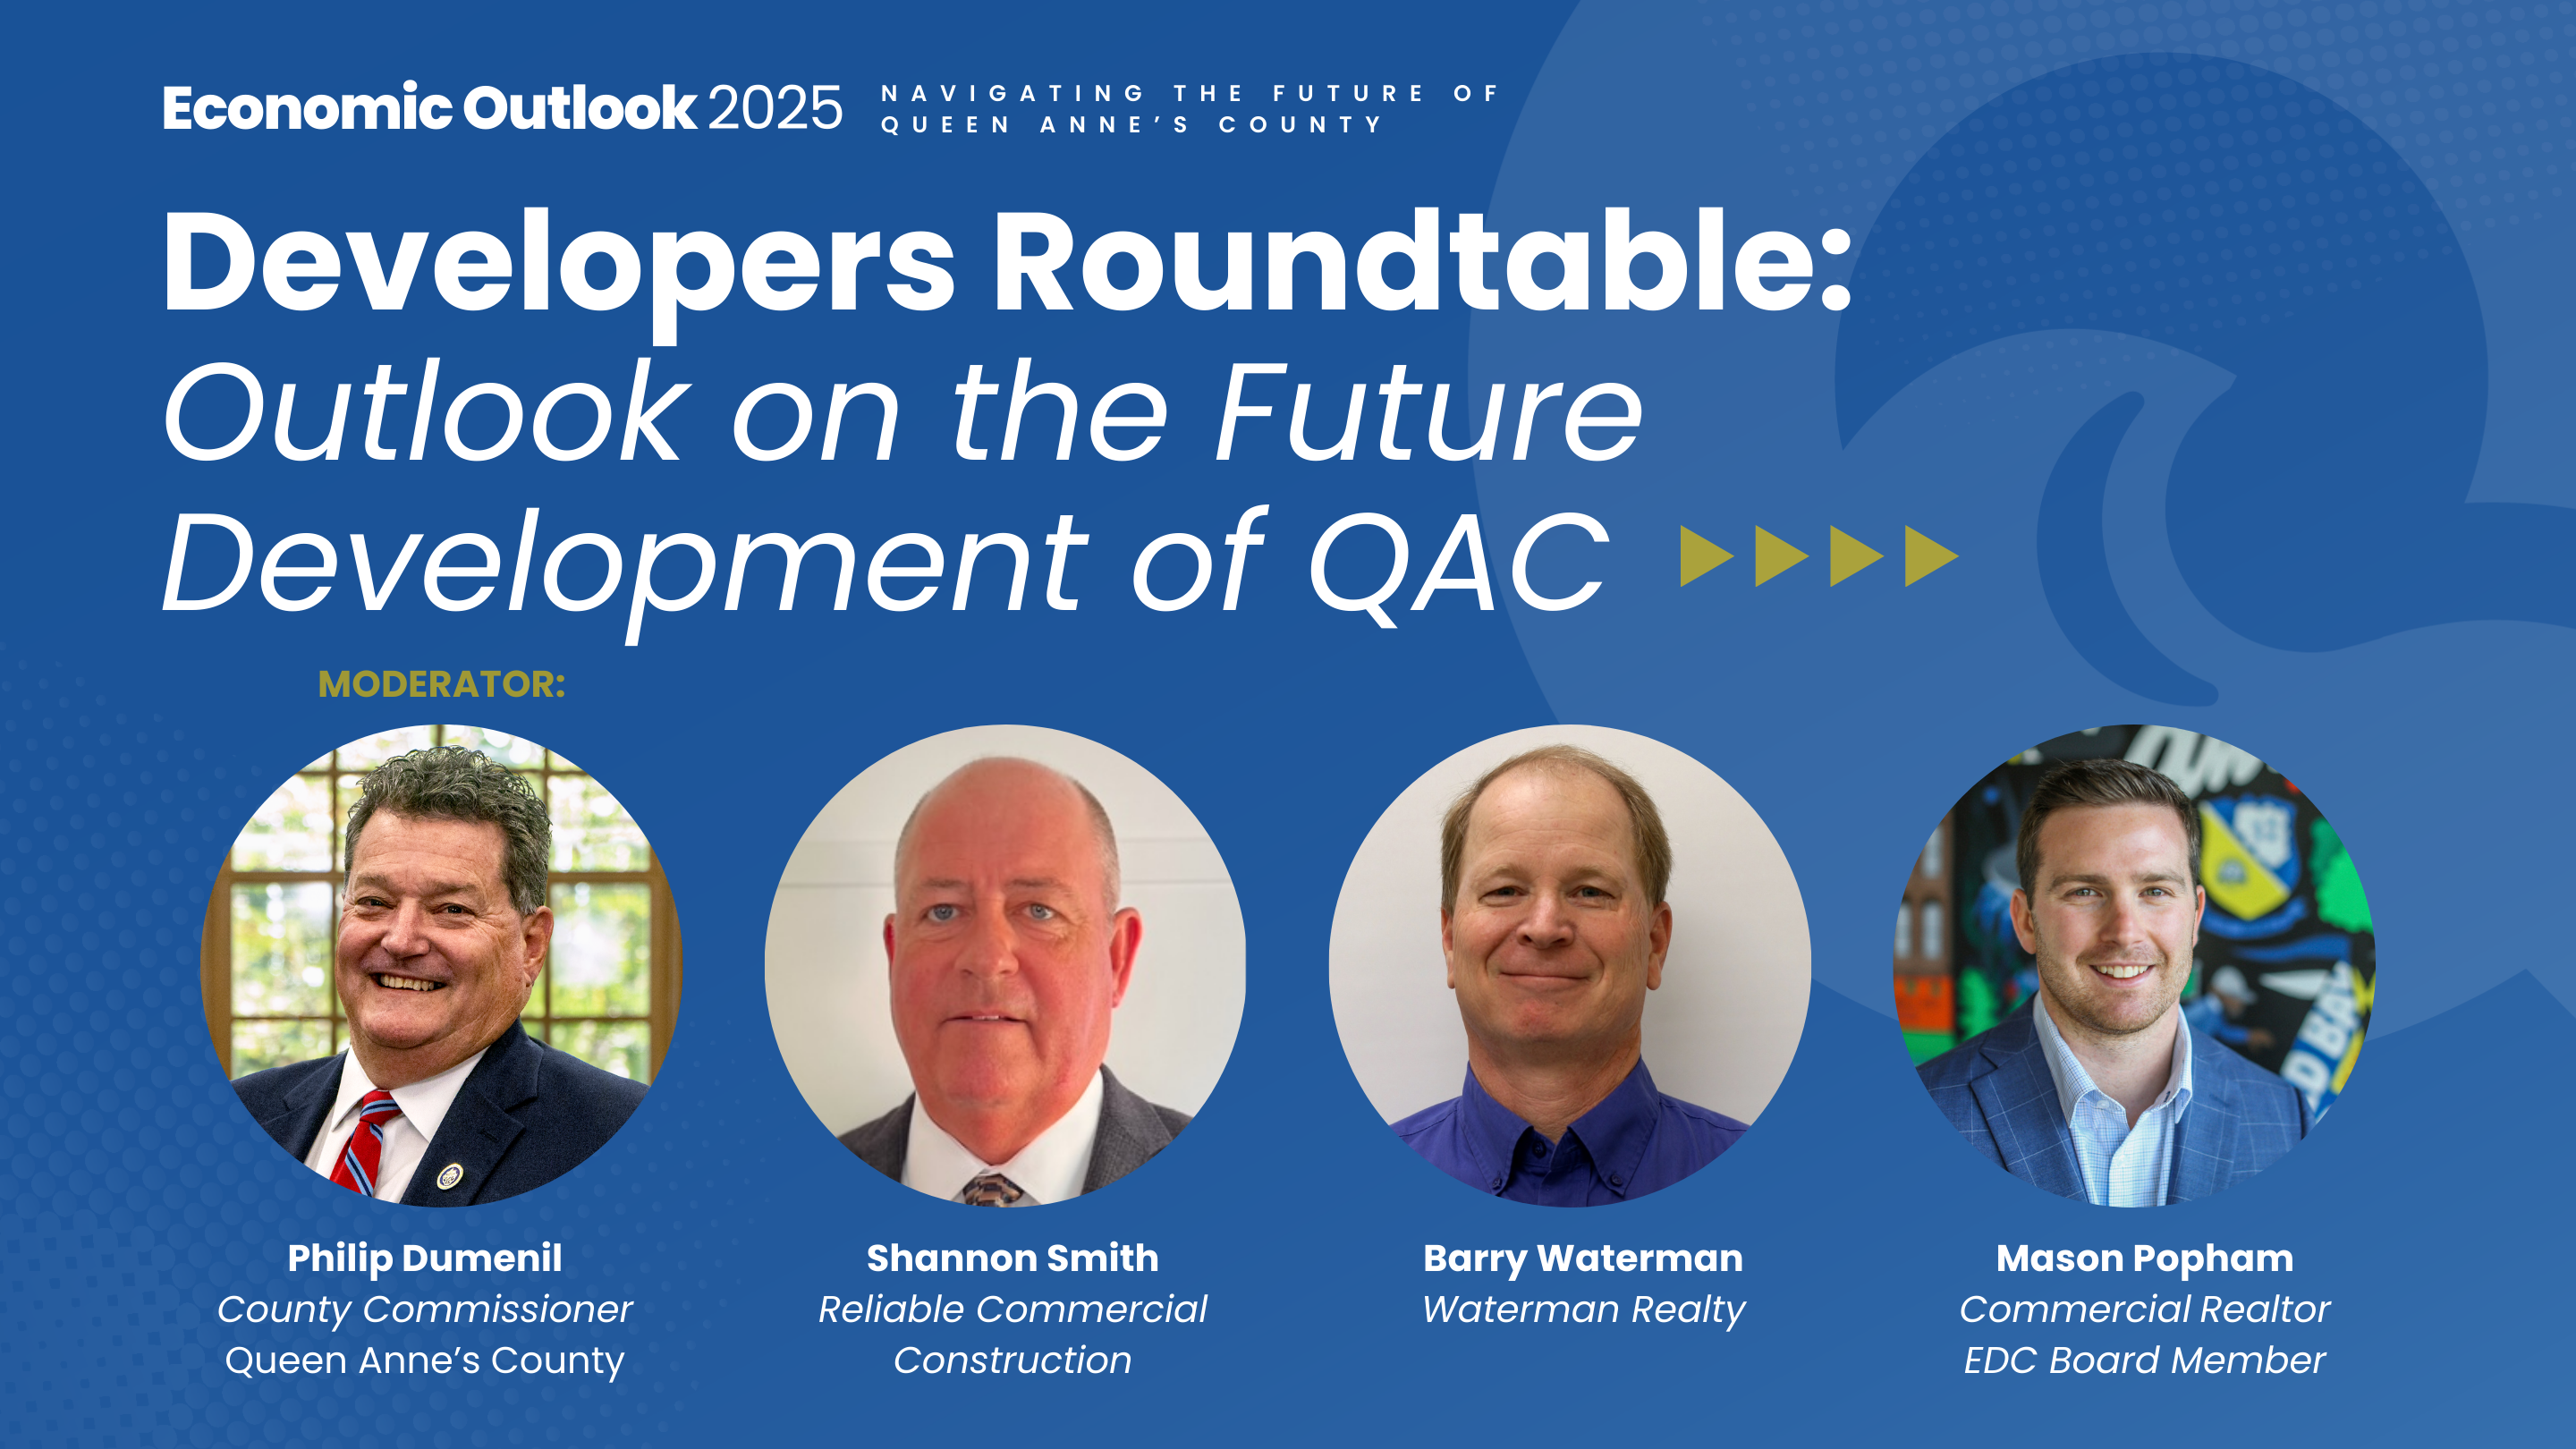 Economic Outlook 2025
NAVIGATING THE FUTURE OF
QUEEN ANNE’S COUNTY
Developers Roundtable:
Outlook on the Future
Development of QAC
MODERATOR:
Philip Dumenil
County Commissioner
Queen Anne’s County
Shannon Smith
Reliable Commercial
Construction
Barry Waterman
Waterman Realty
Mason Popham
Commercial Realtor
EDC Board Member